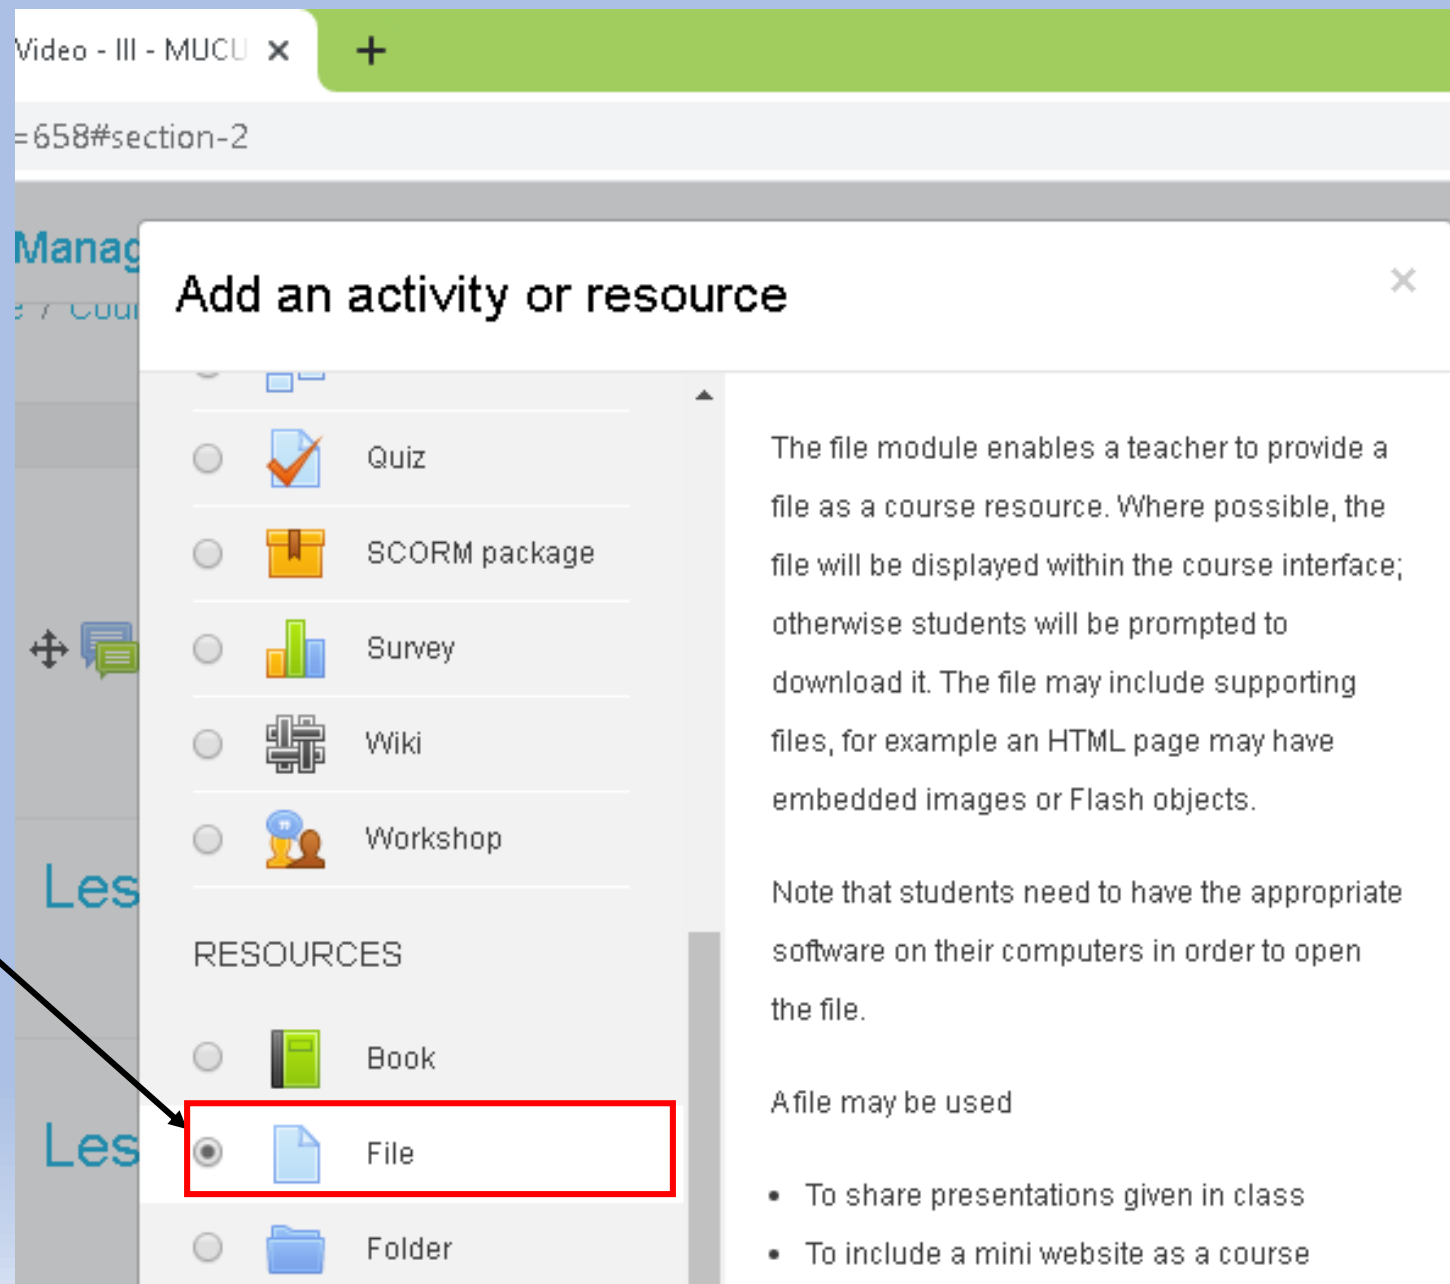 Video - III - MUCU
=658#section-2
Manag
e / Cour
Add an activity or resource
Quiz
SCORM package
Survey
Wiki
Workshop
RESOURCES
Book
File
Folder
The file module enables a teacher to provide a
file as a course resource. Where possible, the
file will be displayed within the course interface;
otherwise students will be prompted to
download it. The file may include supporting
files, for example an HTML page may have
embedded images or Flash objects.
Note that students need to have the appropriate
software on their computers in order to open
the file.
A file may be used
• To share presentations given in class
• To include a mini website as a course
Les
Les